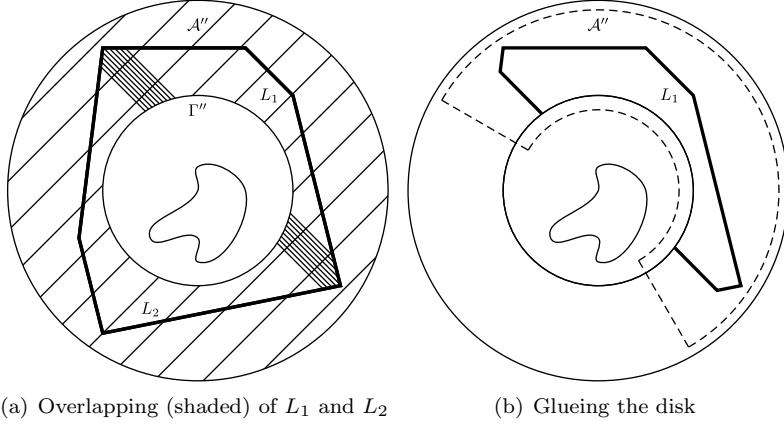 𝒜″
L₁
Γ″
L₂
𝒜″
L₁
(a) Overlapping (shaded) of L₁ and L₂
(b) Glueing the disk